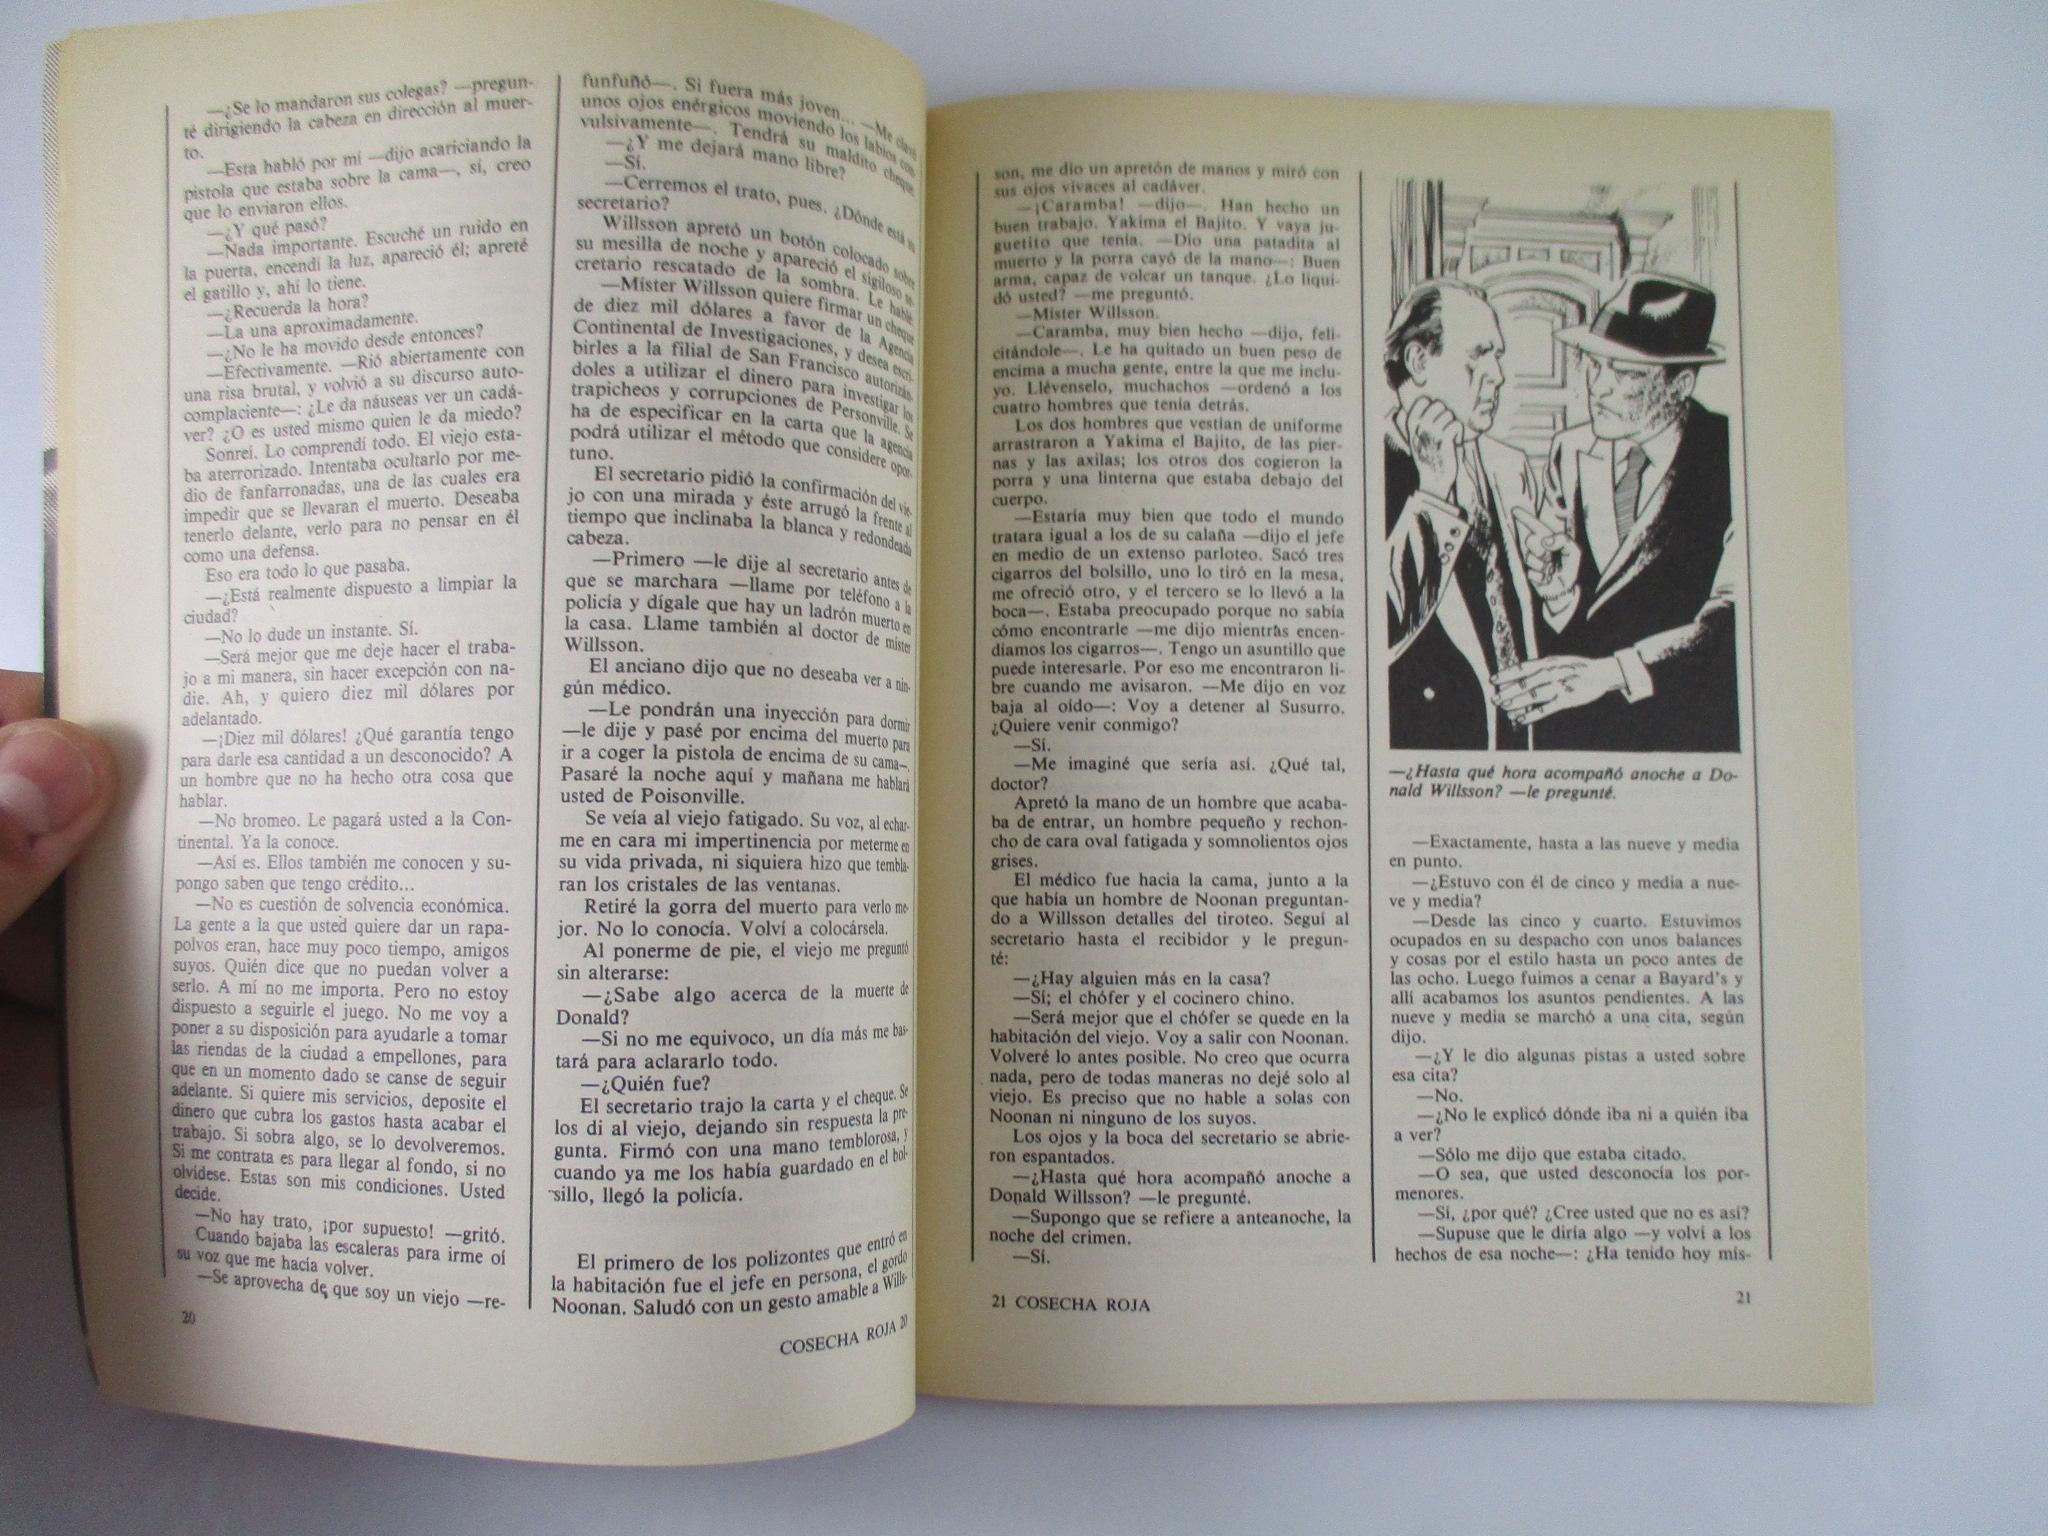 —¿Se lo mandaron sus colegas? —pregun-
té dirigiendo la cabeza en dirección al muer-
to.
—Esta habló por mí —dijo acariciando la
pistola que estaba sobre la cama—, sí, creo
que lo enviaron ellos.
—¿Y qué pasó?
—Nada importante. Escuché un ruido en
la puerta, encendí la luz, apareció él; apreté
el gatillo y, ahí lo tiene.
—¿Recuerda la hora?
—La una aproximadamente.
—¿No le ha movido desde entonces?
—Efectivamente. —Rió abiertamente con
una risa brutal, y volvió a su discurso auto-
complaciente—: ¿Le da náuseas ver un cadá-
ver? ¿O es usted mismo quien le da miedo?
Sonreí. Lo comprendí todo. El viejo esta-
ba aterrorizado. Intentaba ocultarlo por me-
dio de fanfarronadas, una de las cuales era
impedir que se llevaran el muerto. Deseaba
tenerlo delante, verlo para no pensar en él
como una defensa.
Eso era todo lo que pasaba.
—¿Está realmente dispuesto a limpiar la
ciudad?
—No lo dude un instante. Sí.
—Será mejor que me deje hacer el traba-
jo a mi manera, sin hacer excepción con na-
die. Ah, y quiero diez mil dólares por
adelantado.
—¡Diez mil dólares! ¿Qué garantía tengo
para darle esa cantidad a un desconocido? A
un hombre que no ha hecho otra cosa que
hablar.
—No bromeo. Le pagará usted a la Con-
tinental. Ya la conoce.
—Así es. Ellos también me conocen y su-
pongo saben que tengo crédito...
—No es cuestión de solvencia económica.
La gente a la que usted quiere dar un rapa-
polvos eran, hace muy poco tiempo, amigos
suyos. Quién dice que no puedan volver a
serlo. A mí no me importa. Pero no estoy
dispuesto a seguirle el juego. No me voy a
poner a su disposición para ayudarle a tomar
las riendas de la ciudad a empellones, para
que en un momento dado se canse de seguir
adelante. Si quiere mis servicios, deposite el
dinero que cubra los gastos hasta acabar el
trabajo. Si sobra algo, se lo devolveremos.
Si me contrata es para llegar al fondo, si no
olvídese. Estas son mis condiciones. Usted
decide.
—No hay trato, ¡por supuesto! —gritó.
Cuando bajaba las escaleras para irme oí
su voz que me hacía volver.
—Se aprovecha de que soy un viejo —re-
20
funfuñó—. Si fuera más joven... —Me clavó
unos ojos enérgicos moviendo los labios con-
vulsivamente—. Tendrá su maldito cheque.
—¿Y me dejará mano libre?
—Sí.
—Cerremos el trato, pues. ¿Dónde está su
secretario?
Willsson apretó un botón colocado sobre
su mesilla de noche y apareció el sigiloso se-
cretario rescatado de la sombra. Le hablé:
—Míster Willsson quiere firmar un cheque
de diez mil dólares a favor de la Agencia
Continental de Investigaciones, y desea escri-
birles a la filial de San Francisco autorizán-
doles a utilizar el dinero para investigar los
trapicheos y corrupciones de Personville. Se
ha de especificar en la carta que la agencia
podrá utilizar el método que considere opor-
tuno.
El secretario pidió la confirmación del vie-
jo con una mirada y éste arrugó la frente al
tiempo que inclinaba la blanca y redondeada
cabeza.
—Primero —le dije al secretario antes de
que se marchara —llame por teléfono a la
policía y dígale que hay un ladrón muerto en
la casa. Llame también al doctor de míster
Willsson.
El anciano dijo que no deseaba ver a nin-
gún médico.
—Le pondrán una inyección para dormir
—le dije y pasé por encima del muerto para
ir a coger la pistola de encima de su cama—.
Pasaré la noche aquí y mañana me hablará
usted de Poisonville.
Se veía al viejo fatigado. Su voz, al echar-
me en cara mi impertinencia por meterme en
su vida privada, ni siquiera hizo que tembla-
ran los cristales de las ventanas.
Retiré la gorra del muerto para verlo me-
jor. No lo conocía. Volví a colocársela.
Al ponerme de pie, el viejo me preguntó
sin alterarse:
—¿Sabe algo acerca de la muerte de
Donald?
—Si no me equivoco, un día más me bas-
tará para aclararlo todo.
—¿Quién fue?
El secretario trajo la carta y el cheque. Se
los di al viejo, dejando sin respuesta la pre-
gunta. Firmó con una mano temblorosa, y
cuando ya me los había guardado en el bol-
sillo, llegó la policía.
El primero de los polizontes que entró en
la habitación fue el jefe en persona, el gordo
Noonan. Saludó con un gesto amable a Wills-
COSECHA ROJA 20
son, me dio un apretón de manos y miró con
sus ojos vivaces al cadáver.
—¡Caramba! —dijo—. Han hecho un
buen trabajo. Yakima el Bajito. Y vaya ju-
guetito que tenía. —Dio una patadita al
muerto y la porra cayó de la mano—: Buen
arma, capaz de volcar un tanque. ¿Lo liqui-
dó usted? —me preguntó.
—Míster Willsson.
—Caramba, muy bien hecho —dijo, feli-
citándole—. Le ha quitado un buen peso de
encima a mucha gente, entre la que me inclu-
yo. Llévenselo, muchachos —ordenó a los
cuatro hombres que tenía detrás.
Los dos hombres que vestían de uniforme
arrastraron a Yakima el Bajito, de las pier-
nas y las axilas; los otros dos cogieron la
porra y una linterna que estaba debajo del
cuerpo.
—Estaría muy bien que todo el mundo
tratara igual a los de su calaña —dijo el jefe
en medio de un extenso parloteo. Sacó tres
cigarros del bolsillo, uno lo tiró en la mesa,
me ofreció otro, y el tercero se lo llevó a la
boca—. Estaba preocupado porque no sabía
cómo encontrarle —me dijo mientras encen-
díamos los cigarros—. Tengo un asuntillo que
puede interesarle. Por eso me encontraron li-
bre cuando me avisaron. —Me dijo en voz
baja al oído—: Voy a detener al Susurro.
¿Quiere venir conmigo?
—Sí.
—Me imaginé que sería así. ¿Qué tal,
doctor?
Apretó la mano de un hombre que acaba-
ba de entrar, un hombre pequeño y rechon-
cho de cara oval fatigada y somnolientos ojos
grises.
El médico fue hacia la cama, junto a la
que había un hombre de Noonan preguntan-
do a Willsson detalles del tiroteo. Seguí al
secretario hasta el recibidor y le pregun-
té:
—¿Hay alguien más en la casa?
—Sí; el chófer y el cocinero chino.
—Será mejor que el chófer se quede en la
habitación del viejo. Voy a salir con Noonan.
Volveré lo antes posible. No creo que ocurra
nada, pero de todas maneras no dejé solo al
viejo. Es preciso que no hable a solas con
Noonan ni ninguno de los suyos.
Los ojos y la boca del secretario se abrie-
ron espantados.
—¿Hasta qué hora acompañó anoche a
Donald Willsson? —le pregunté.
—Supongo que se refiere a anteanoche, la
noche del crimen.
—Sí.
21 COSECHA ROJA
—¿Hasta qué hora acompañó anoche a Do-
nald Willsson? —le pregunté.
—Exactamente, hasta a las nueve y media
en punto.
—¿Estuvo con él de cinco y media a nue-
ve y media?
—Desde las cinco y cuarto. Estuvimos
ocupados en su despacho con unos balances
y cosas por el estilo hasta un poco antes de
las ocho. Luego fuimos a cenar a Bayard's y
allí acabamos los asuntos pendientes. A las
nueve y media se marchó a una cita, según
dijo.
—¿Y le dio algunas pistas a usted sobre
esa cita?
—No.
—¿No le explicó dónde iba ni a quién iba
a ver?
—Sólo me dijo que estaba citado.
—O sea, que usted desconocía los por-
menores.
—Sí, ¿por qué? ¿Cree usted que no es así?
—Supuse que le diría algo —y volví a los
hechos de esa noche—: ¿Ha tenido hoy mís-
21